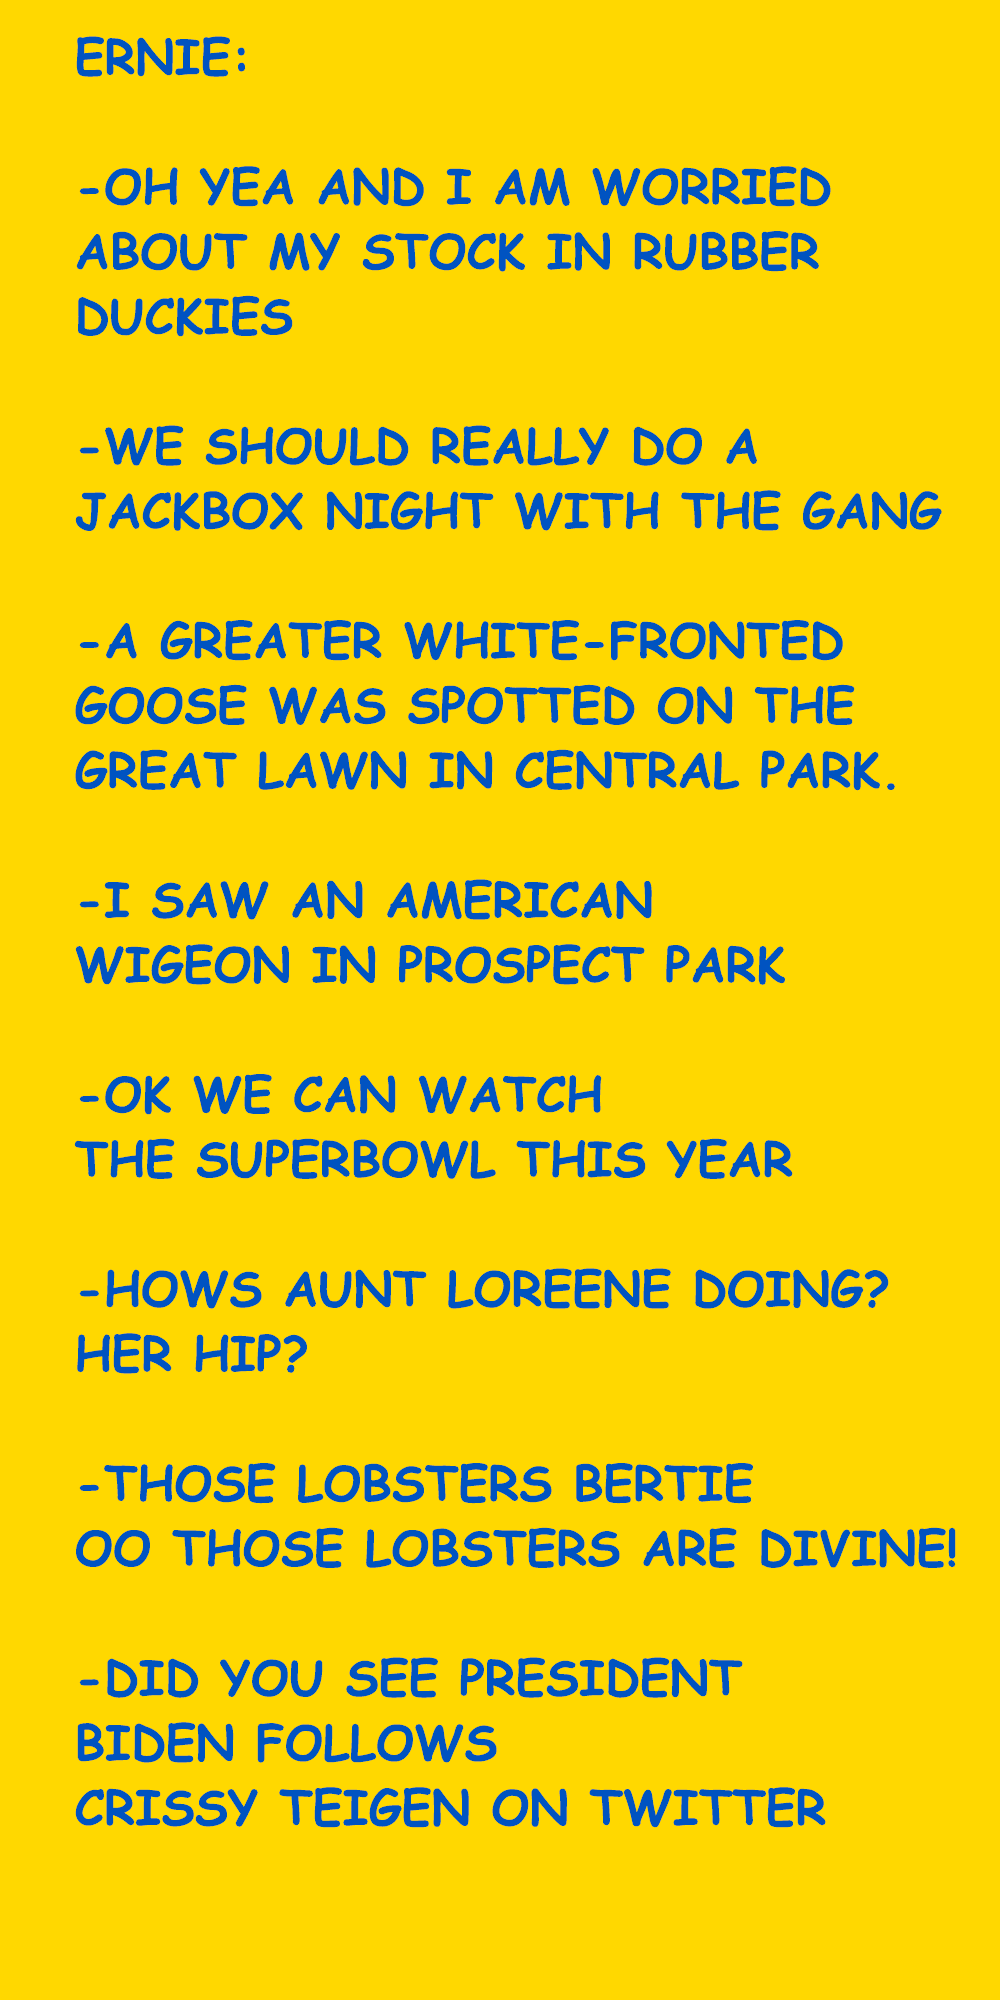 ERNIE:
-OH YEA AND I AM WORRIED
ABOUT MY STOCK IN RUBBER
DUCKIES
-WE SHOULD REALLY DO A
JACKBOX NIGHT WITH THE GANG
-A GREATER WHITE-FRONTED
GOOSE WAS SPOTTED ON THE
GREAT LAWN IN CENTRAL PARK.
-I SAW AN AMERICAN
WIGEON IN PROSPECT PARK
-OK WE CAN WATCH
THE SUPERBOWL THIS YEAR
-HOWS AUNT LOREENE DOING?
HER HIP?
-THOSE LOBSTERS BERTIE
OO THOSE LOBSTERS ARE DIVINE!
-DID YOU SEE PRESIDENT
BIDEN FOLLOWS
CRISSY TEIGEN ON TWITTER